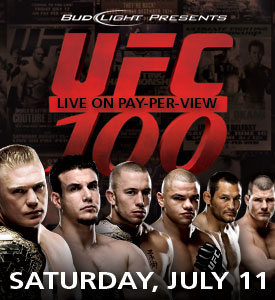 BUD LIGHT PRESENTS
UFC
LIVE ON PAY-PER-VIEW
100
SATURDAY, JULY 11